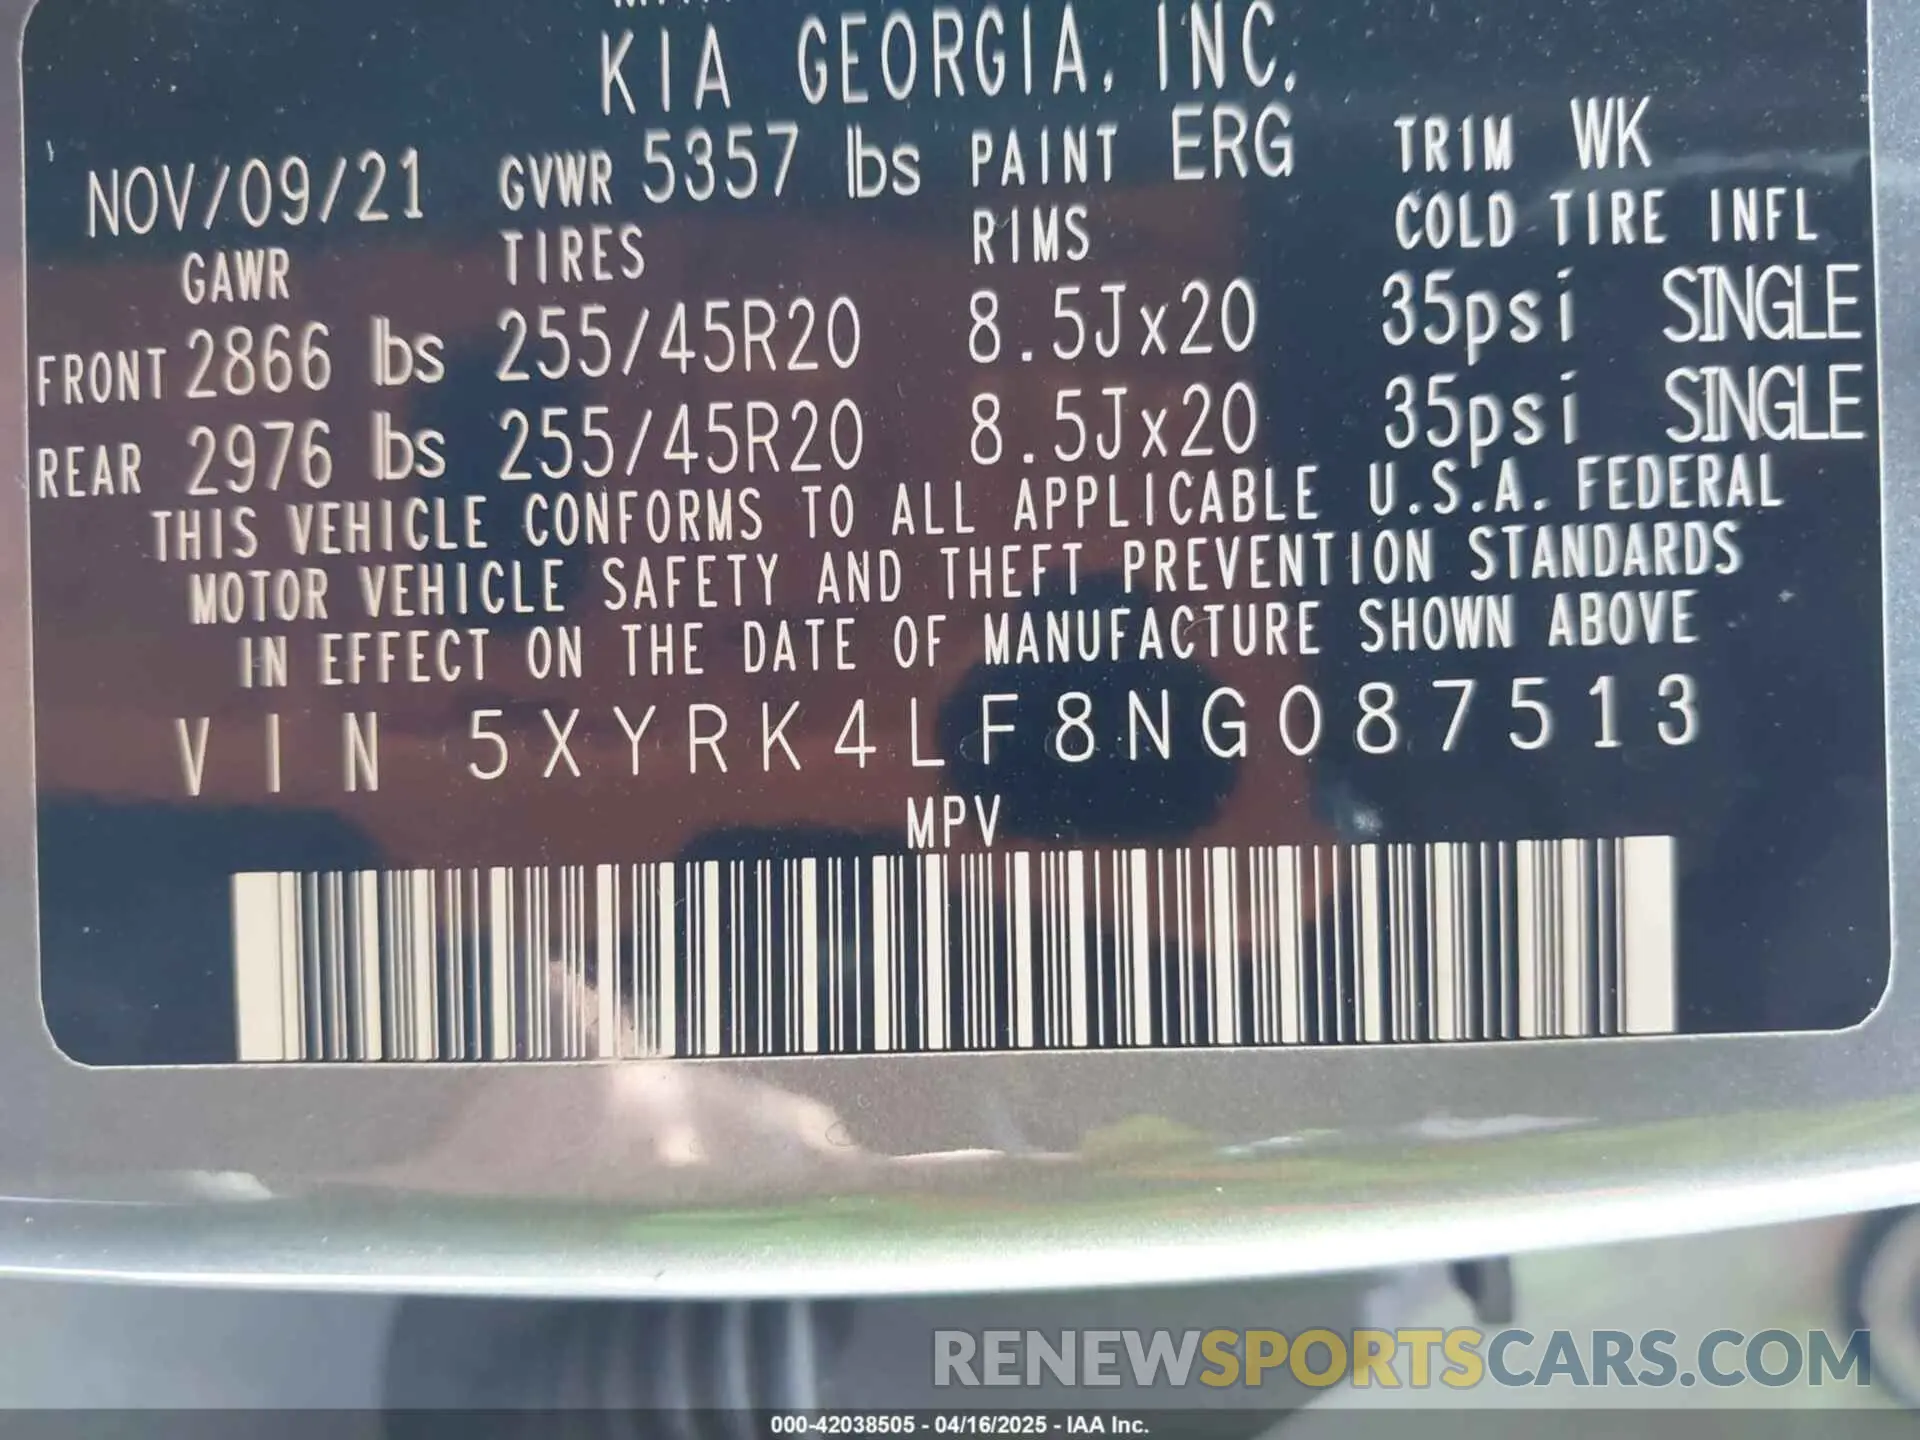 KIA GEORGIA, INC.
NOV/09/21 GVWR 5357 lbs PAINT ERG TRIM WK
GAWR TIRES RIMS COLD TIRE INFL
FRONT 2866 lbs 255/45R20 8.5Jx20 35psi SINGLE
REAR 2976 lbs 255/45R20 8.5Jx20 35psi SINGLE
THIS VEHICLE CONFORMS TO ALL APPLICABLE U.S.A. FEDERAL
MOTOR VEHICLE SAFETY AND THEFT PREVENTION STANDARDS
IN EFFECT ON THE DATE OF MANUFACTURE SHOWN ABOVE
VIN 5XYRK4LF8NG087513
MPV
RENEWSPORTSCARS.COM
000-42038505 - 04/16/2025 - IAA Inc.